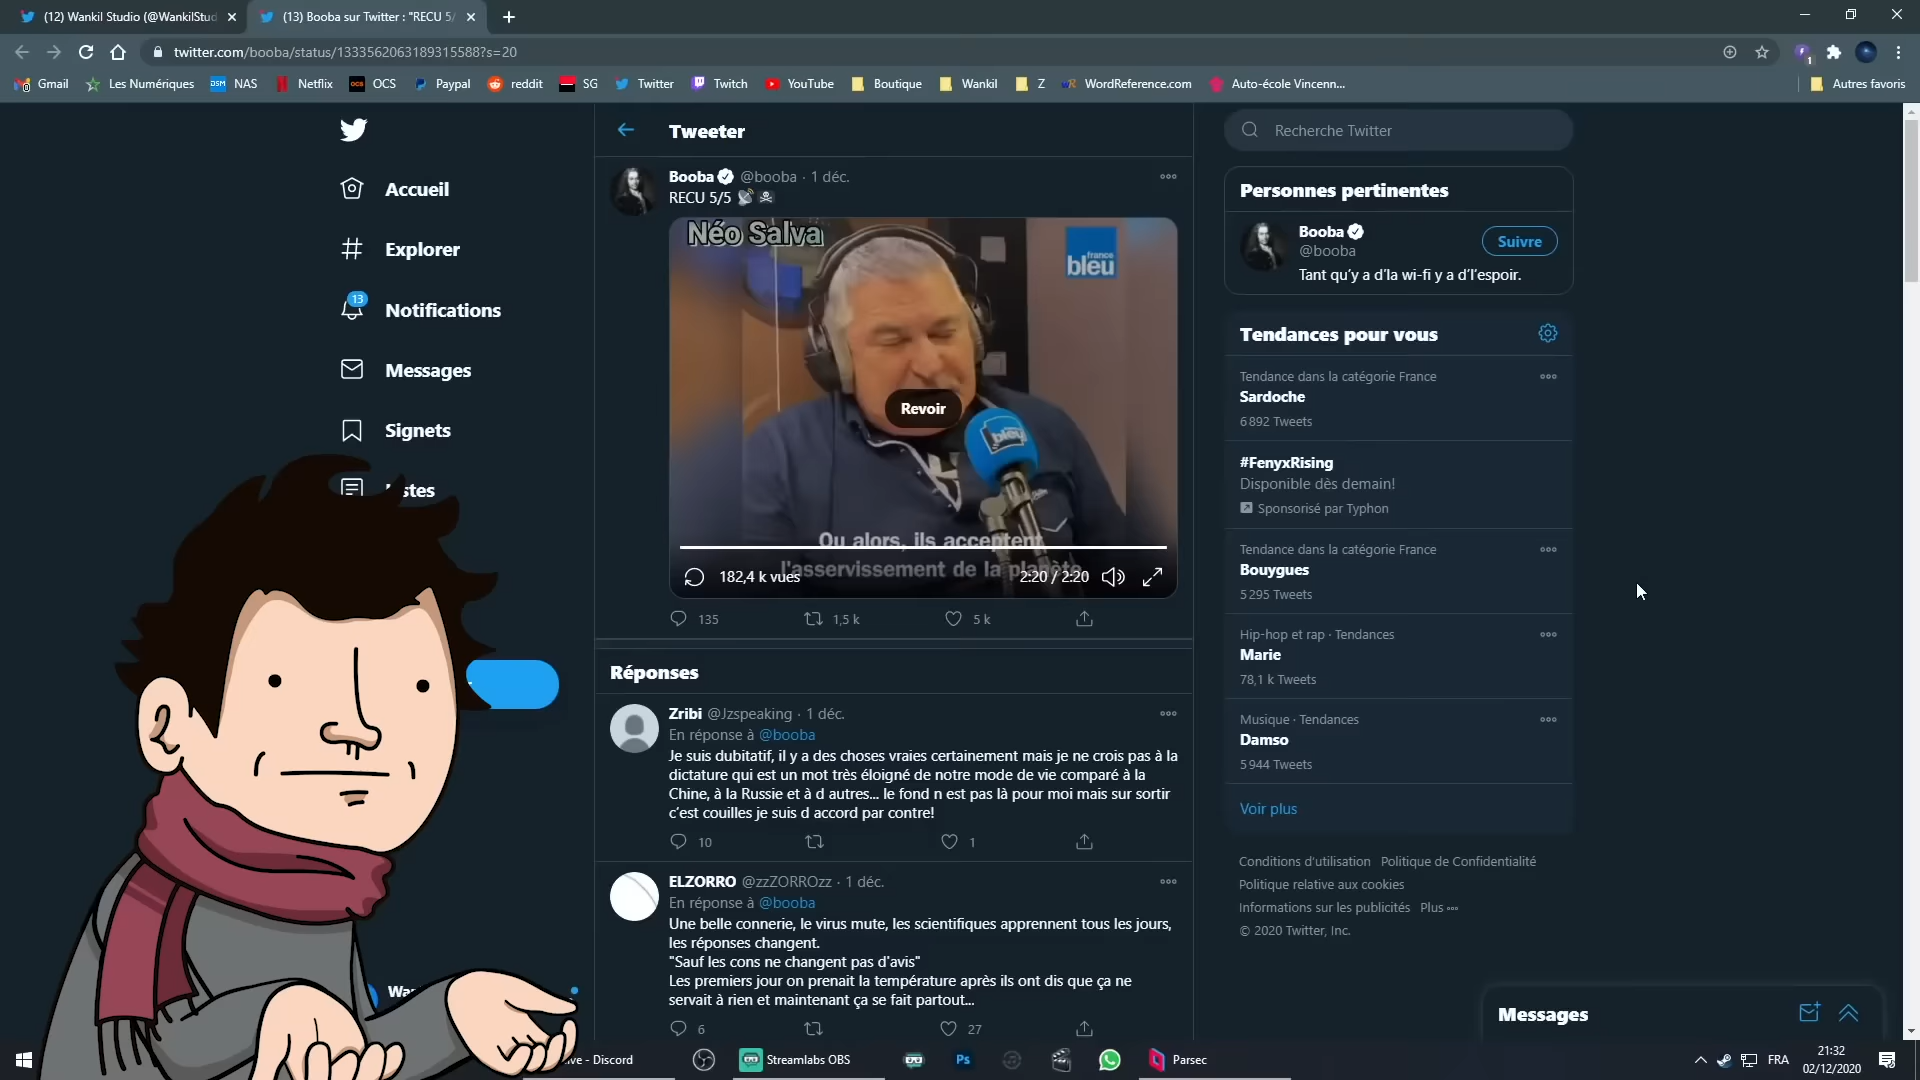 (12) Wankil Studio (@WankilStud
(13) Booba sur Twitter : "RECU 5/
twitter.com/booba/status/1333562063189315588?s=20
Gmail
Les Numériques
NAS
Netflix
OCS
Paypal
reddit
SG
Twitter
Twitch
YouTube
Boutique
Wankil
Z
WordReference.com
Auto-école Vincenn...
Autres favoris
Accueil
Explorer
13
Notifications
Messages
Signets
stes
Tweeter
Booba @booba · 1 déc.
RECU 5/5
Néo Salva
france
bleu
bleu
Revoir
Ou alors, ils acceptent
l'asservissement de la planète
182,4 k vues
2:20 / 2:20
135
1,5 k
5 k
Réponses
Zribi @Jzspeaking · 1 déc.
En réponse à @booba
Je suis dubitatif, il y a des choses vraies certainement mais je ne crois pas à la
dictature qui est un mot très éloigné de notre mode de vie comparé à la
Chine, à la Russie et à d autres... le fond n est pas là pour moi mais sur sortir
c'est couilles je suis d accord par contre!
10
1
ELZORRO @zzZORROzz · 1 déc.
En réponse à @booba
Une belle connerie, le virus mute, les scientifiques apprennent tous les jours,
les réponses changent.
"Sauf les cons ne changent pas d'avis"
Les premiers jour on prenait la température après ils ont dis que ça ne
servait à rien et maintenant ça se fait partout...
6
27
Recherche Twitter
Personnes pertinentes
Booba
@booba
Suivre
Tant qu'y a d'la wi-fi y a d'l'espoir.
Tendances pour vous
Tendance dans la catégorie France
Sardoche
6 892 Tweets
#FenyxRising
Disponible dès demain!
Sponsorisé par Typhon
Tendance dans la catégorie France
Bouygues
5 295 Tweets
Hip-hop et rap · Tendances
Marie
78,1 k Tweets
Musique · Tendances
Damso
5 944 Tweets
Voir plus
Conditions d'utilisation Politique de Confidentialité
Politique relative aux cookies
Informations sur les publicités Plus
© 2020 Twitter, Inc.
Messages
Wan
ive - Discord
Streamlabs OBS
Ps
Parsec
FRA
21:32
02/12/2020